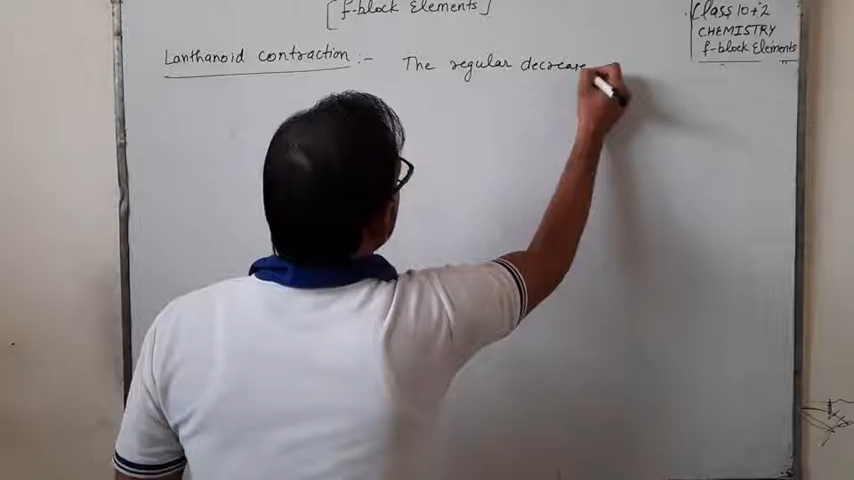 [f-block Elements]
Class 10+2
CHEMISTRY
f-Block Elements
Lanthanoid contraction :- The regular decrease